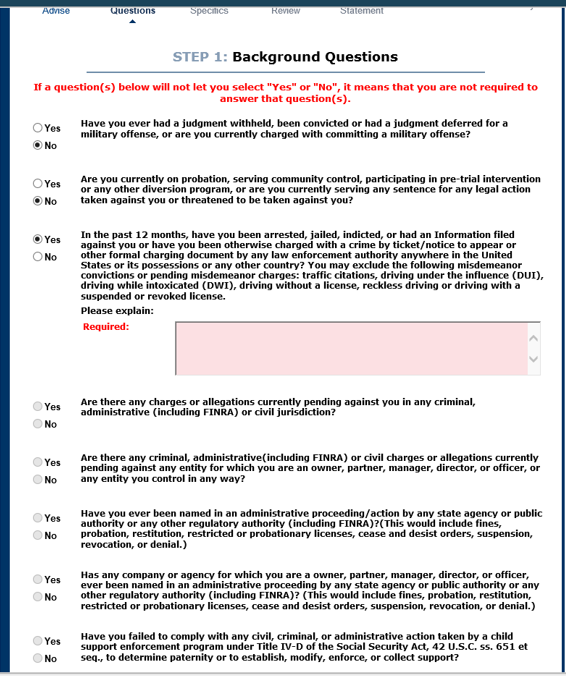 Advise Questions Specifics Review Statement
STEP 1: Background Questions
If a question(s) below will not let you select "Yes" or "No", it means that you are not required to
answer that question(s).
Yes
No
Have you ever had a judgment withheld, been convicted or had a judgment deferred for a
military offense, or are you currently charged with committing a military offense?
Yes
No
Are you currently on probation, serving community control, participating in pre-trial intervention
or any other diversion program, or are you currently serving any sentence for any legal action
taken against you or threatened to be taken against you?
Yes
No
In the past 12 months, have you been arrested, jailed, indicted, or had an Information filed
against you or have you been otherwise charged with a crime by ticket/notice to appear or
other formal charging document by any law enforcement authority anywhere in the United
States or its possessions or any other country? You may exclude the following misdemeanor
convictions or pending misdemeanor charges: traffic citations, driving under the influence (DUI),
driving while intoxicated (DWI), driving without a license, reckless driving or driving with a
suspended or revoked license.
Please explain:
Required:
Yes
No
Are there any charges or allegations currently pending against you in any criminal,
administrative (including FINRA) or civil jurisdiction?
Yes
No
Are there any criminal, administrative(including FINRA) or civil charges or allegations currently
pending against any entity for which you are an owner, partner, manager, director, or officer, or
any entity you control in any way?
Yes
No
Have you ever been named in an administrative proceeding/action by any state agency or public
authority or any other regulatory authority (including FINRA)?(This would include fines,
probation, restitution, restricted or probationary licenses, cease and desist orders, suspension,
revocation, or denial.)
Yes
No
Has any company or agency for which you are a owner, partner, manager, director, or officer,
ever been named in an administrative proceeding by any state agency or public authority or any
other regulatory authority (including FINRA)? (This would include fines, probation, restitution,
restricted or probationary licenses, cease and desist orders, suspension, revocation, or denial.)
Yes
No
Have you failed to comply with any civil, criminal, or administrative action taken by a child
support enforcement program under Title IV-D of the Social Security Act, 42 U.S.C. ss. 651 et
seq., to determine paternity or to establish, modify, enforce, or collect support?